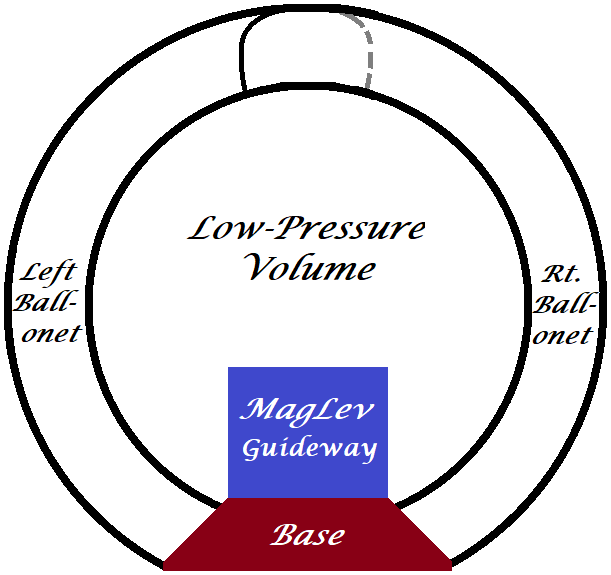 Low-Pressure
Volume
Left
Ball-
onet
Rt.
Ball-
onet
MagLev
Guideway
Base